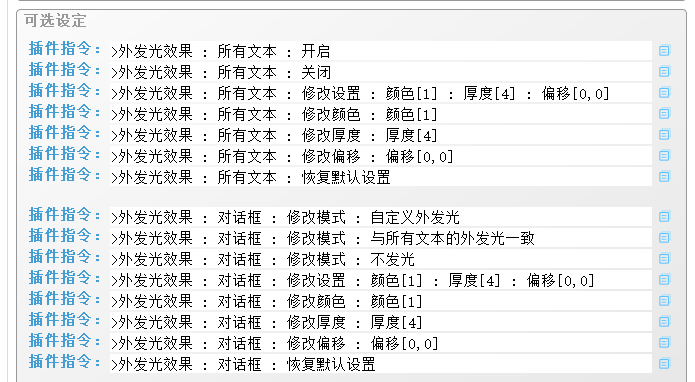 可选设定
插件指令: >外发光效果 : 所有文本 : 开启
插件指令: >外发光效果 : 所有文本 : 关闭
插件指令: >外发光效果 : 所有文本 : 修改设置 : 颜色[1] : 厚度[4] : 偏移[0,0]
插件指令: >外发光效果 : 所有文本 : 修改颜色 : 颜色[1]
插件指令: >外发光效果 : 所有文本 : 修改厚度 : 厚度[4]
插件指令: >外发光效果 : 所有文本 : 修改偏移 : 偏移[0,0]
插件指令: >外发光效果 : 所有文本 : 恢复默认设置
插件指令: >外发光效果 : 对话框 : 修改模式 : 自定义外发光
插件指令: >外发光效果 : 对话框 : 修改模式 : 与所有文本的外发光一致
插件指令: >外发光效果 : 对话框 : 修改模式 : 不发光
插件指令: >外发光效果 : 对话框 : 修改设置 : 颜色[1] : 厚度[4] : 偏移[0,0]
插件指令: >外发光效果 : 对话框 : 修改颜色 : 颜色[1]
插件指令: >外发光效果 : 对话框 : 修改厚度 : 厚度[4]
插件指令: >外发光效果 : 对话框 : 修改偏移 : 偏移[0,0]
插件指令: >外发光效果 : 对话框 : 恢复默认设置